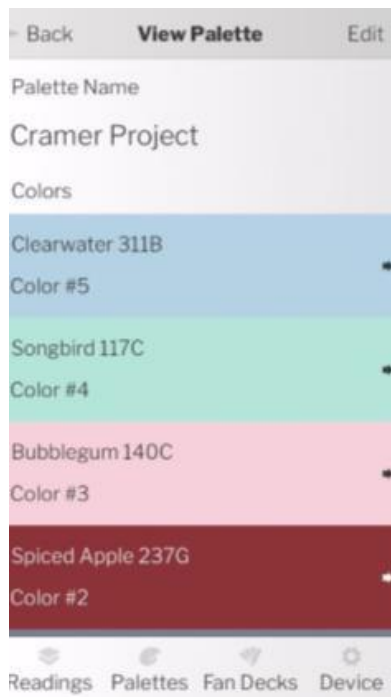 Back View Palette Edit
Palette Name
Cramer Project
Colors
Clearwater 311B
Color #5
Songbird 117C
Color #4
Bubblegum 140C
Color #3
Spiced Apple 237G
Color #2
Readings Palettes Fan Decks Device